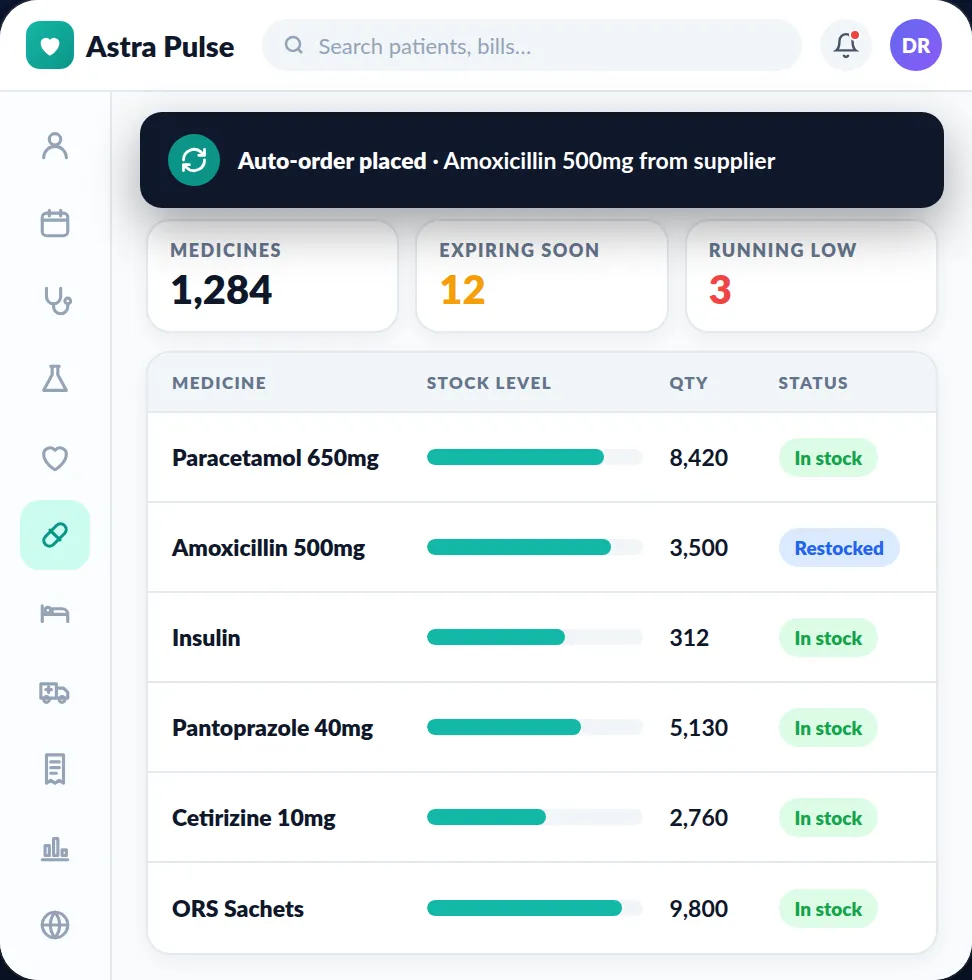 Astra Pulse
Search patients, bills...
DR
Auto-order placed · Amoxicillin 500mg from supplier
MEDICINES
1,284
EXPIRING SOON
12
RUNNING LOW
3
MEDICINE STOCK LEVEL QTY STATUS
Paracetamol 650mg 8,420 In stock
Amoxicillin 500mg 3,500 Restocked
Insulin 312 In stock
Pantoprazole 40mg 5,130 In stock
Cetirizine 10mg 2,760 In stock
ORS Sachets 9,800 In stock